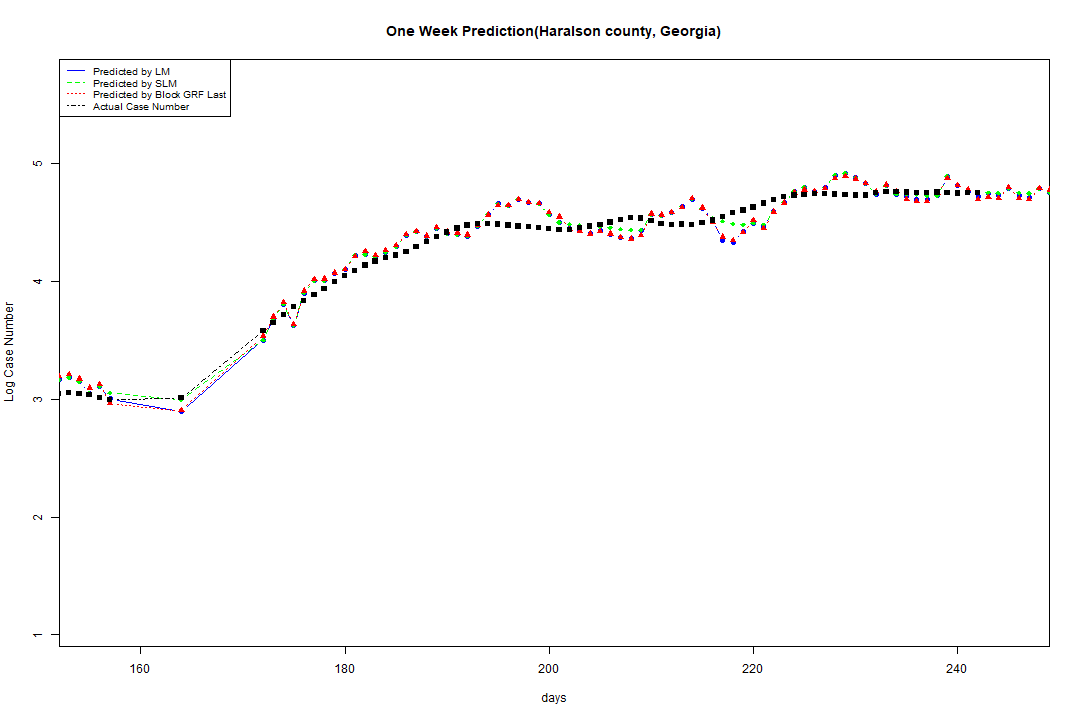 One Week Prediction(Haralson county, Georgia)
Predicted by LM
Predicted by SLM
Predicted by Block GRF Last
Actual Case Number
5
4
3
2
1
Log Case Number
160 180 200 220 240
days